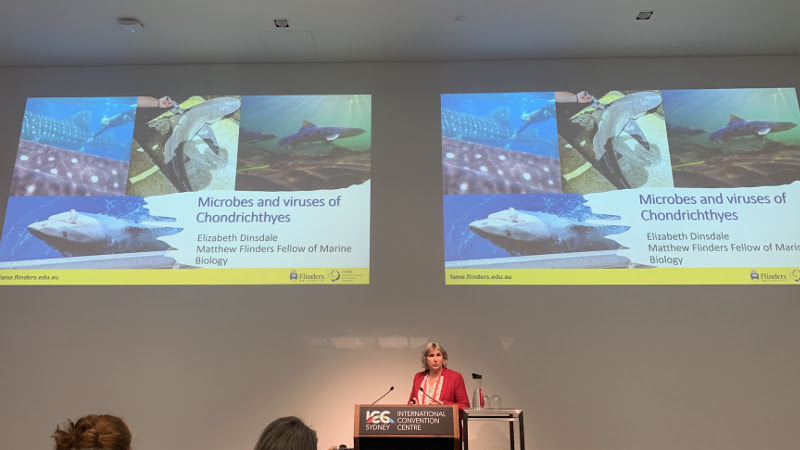 Microbes and viruses of
Chondrichthyes
Elizabeth Dinsdale
Matthew Flinders Fellow of Marine
Biology
fame.flinders.edu.au
Flinders
Microbes and viruses of
Chondrichthyes
Elizabeth Dinsdale
Matthew Flinders Fellow of Marin
Biology
fame.flinders.edu.au
Flinders
ICC
SYDNEY
INTERNATIONAL
CONVENTION
CENTRE